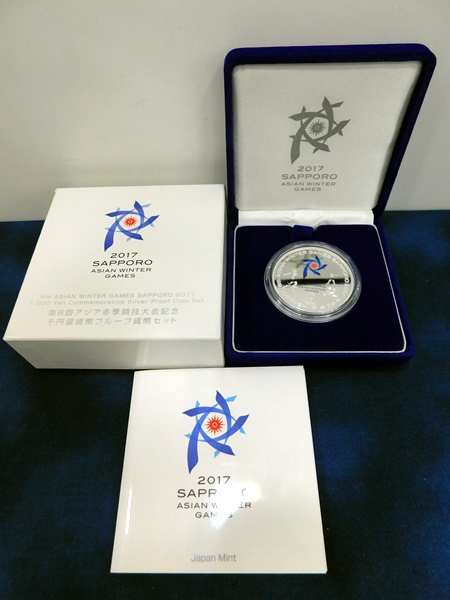 2017
SAPPORO
ASIAN WINTER
GAMES
2017
SAPPORO
ASIAN WINTER
GAMES
8th ASIAN WINTER GAMES SAPPORO 2017
1,000 Yen Commemorative Silver Proof Coin Set
第8回アジア冬季競技大会記念
千円銀貨幣プルーフ貨幣セット
2017
SAPPORO
ASIAN WINTER
GAMES
Japan Mint